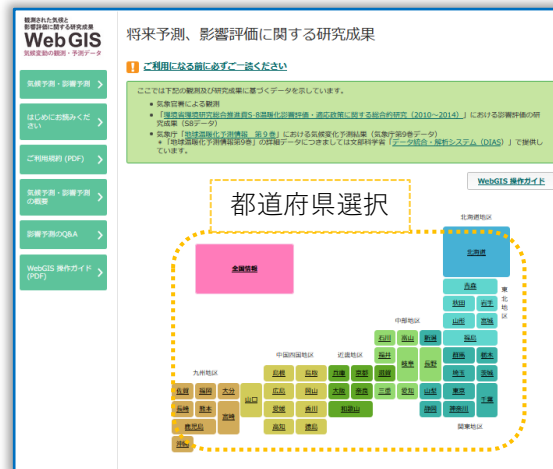 観測された気候と
影響評価に関する研究成果
Web GIS
気候変動の観測・予測データ
気候予測・影響予測
はじめにお読みくだ
さい
ご利用規約 (PDF)
気候予測・影響予測
の概要
影響予測のQ&A
WebGIS 操作ガイド
(PDF)
将来予測、影響評価に関する研究成果
ご利用になる前に必ずご一読ください
ここでは下記の観測及び研究成果に基づくデータを示しています。
気象官署による観測
「環境省環境研究総合推進費S-8温暖化影響評価・適応政策に関する総合的研究（2010～2014）」における影響評価の研
究成果（S8データ）
気象庁「地球温暖化予測情報 第９巻」における気候変化予測結果（気象庁第9巻データ）
＊「地球温暖化予測情報第9巻」の詳細データにつきましては文部科学省「データ統合・解析システム（DIAS）」で提供し
ています。
WebGIS 操作ガイド
都道府県選択
北海道地区
北海道
全国情報
青森
東北地区
秋田 岩手
山形 宮城
中部地区
石川 富山 新潟 福島
中国四国地区 近畿地区
福井 岐阜 長野 群馬 栃木
九州地区
島根 鳥取 兵庫 京都 滋賀 埼玉 茨城
佐賀 福岡 大分 山口 広島 岡山 大阪 奈良 三重 愛知 山梨 東京 千葉
長崎 熊本 宮崎 愛媛 香川 和歌山 静岡 神奈川
鹿児島 高知 徳島 関東地区
沖縄